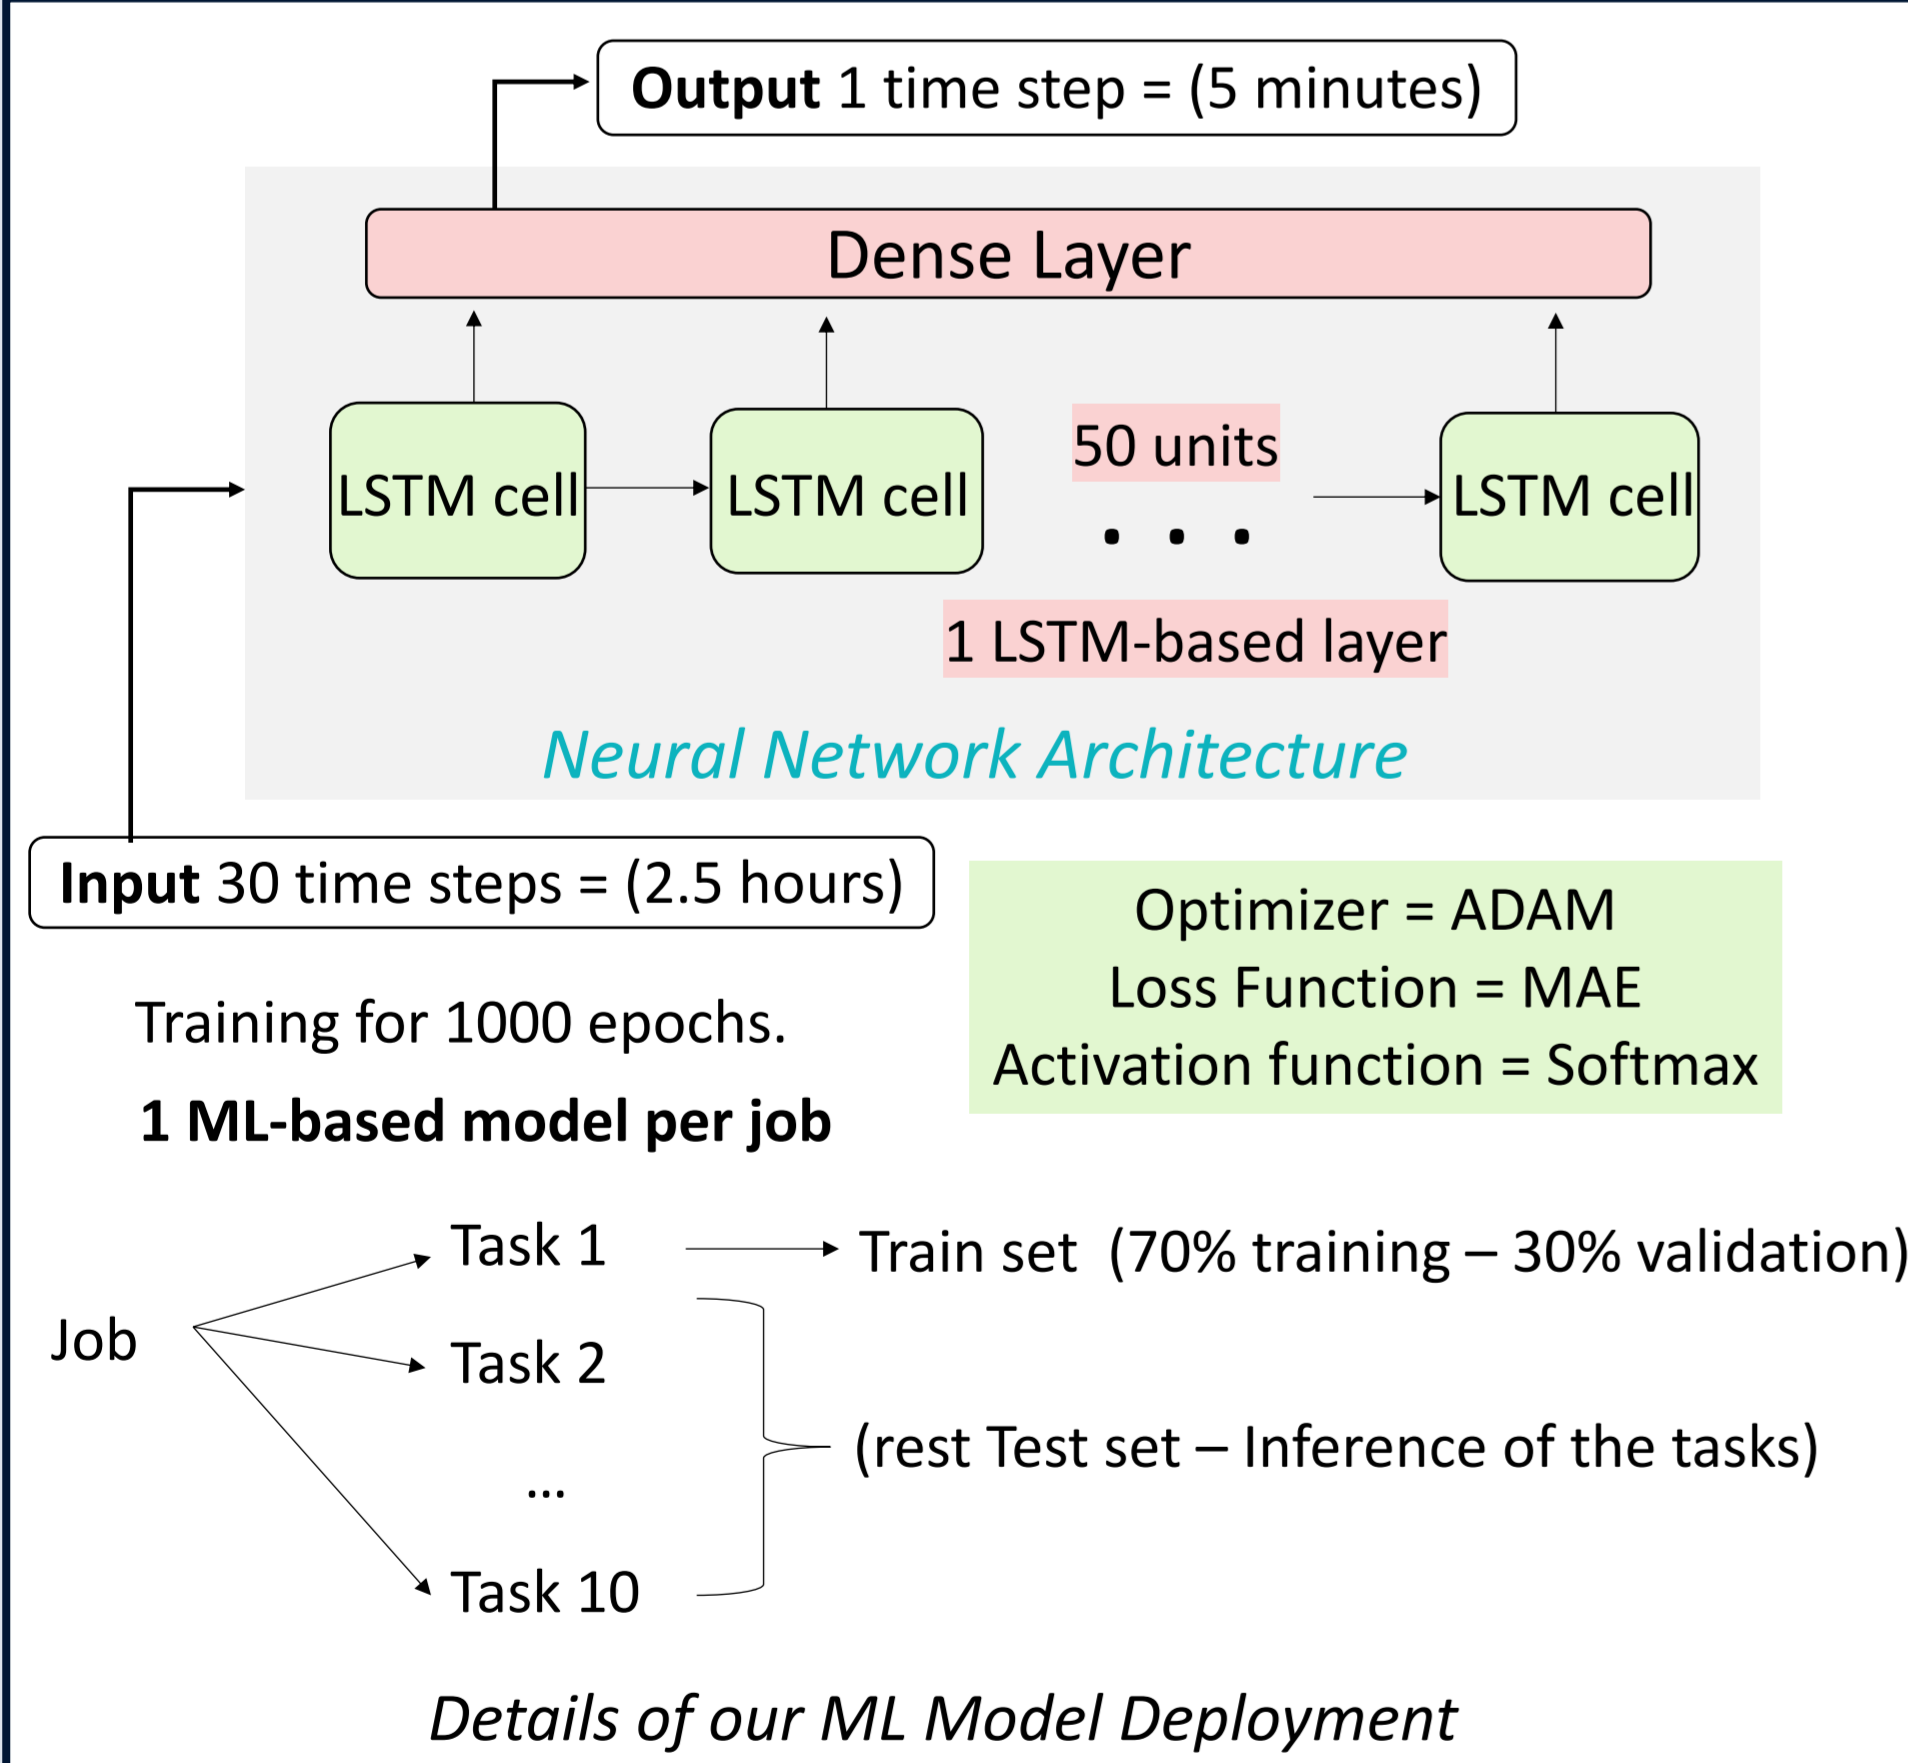 Output 1 time step = (5 minutes)
Dense Layer
LSTM cell
LSTM cell
50 units
. . .
LSTM cell
1 LSTM-based layer
Neural Network Architecture
Input 30 time steps = (2.5 hours)
Optimizer = ADAM
Loss Function = MAE
Activation function = Softmax
Training for 1000 epochs.
1 ML-based model per job
Job
Task 1
Train set (70% training – 30% validation)
Task 2
...
(rest Test set – Inference of the tasks)
Task 10
Details of our ML Model Deployment